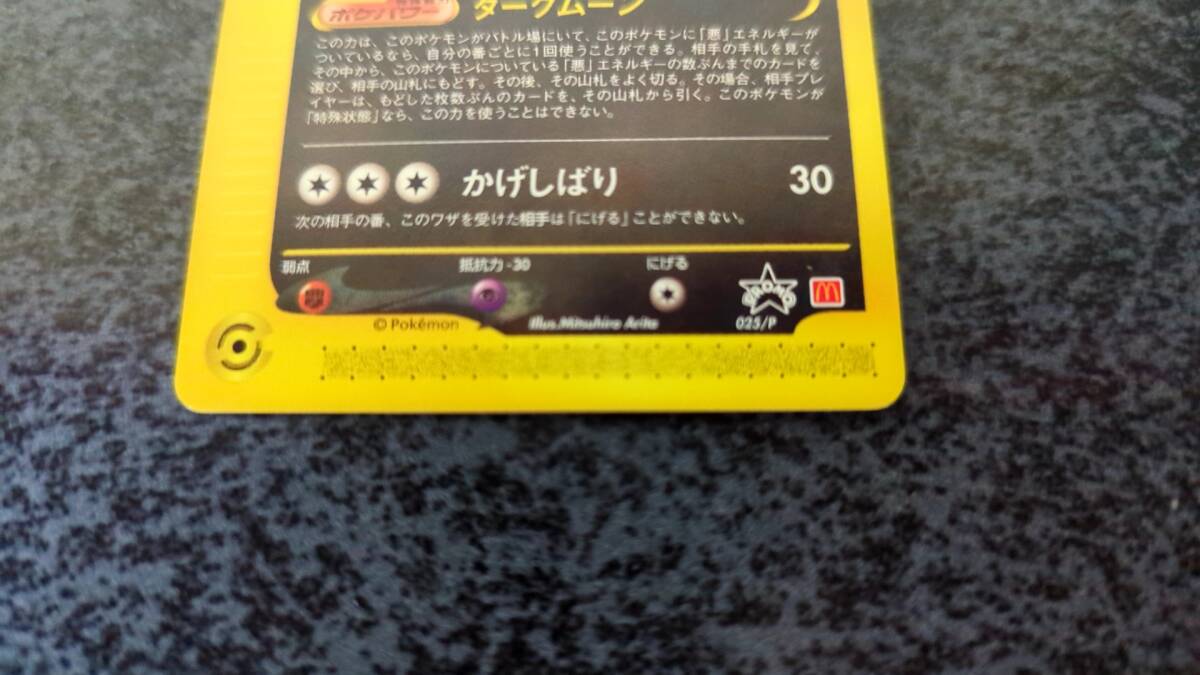 ポケパワー ダークムーン
この力は、このポケモンがバトル場にいて、このポケモンに「悪」エネルギーが
ついているなら、自分の番ごとに1回使うことができる。相手の手札を見て、
その中から、このポケモンについている「悪」エネルギーの数ぶんまでのカードを
選び、相手の山札にもどす。その後、その山札をよく切る。その場合、相手プレ
イヤーは、もどした枚数ぶんのカードを、その山札から引く。このポケモンが
「特殊状態」なら、この力を使うことはできない。
かげしばり 30
次の相手の番、このワザを受けた相手は「にげる」ことができない。
弱点 抵抗力 -30 にげる
PROMO
©Pokémon Illus.Mitsuhiro Arita 025/P